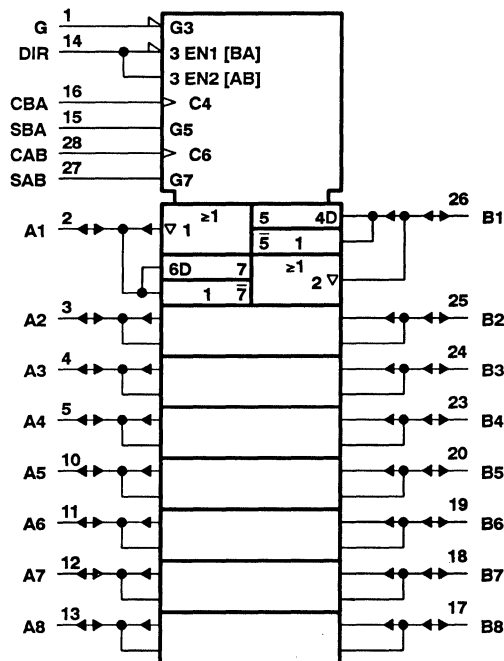 G 1 G3
DIR 14 3 EN1 [BA]
3 EN2 [AB]
CBA 16 C4
SBA 15 G5
CAB 28 C6
SAB 27 G7
A1 2 1 ≥1 5 4D 26 B1
5̅ 1
6D 7 ≥1
1 7̅ 2
A2 3 25 B2
A3 4 24 B3
A4 5 23 B4
A5 10 20 B5
A6 11 19 B6
A7 12 18 B7
A8 13 17 B8